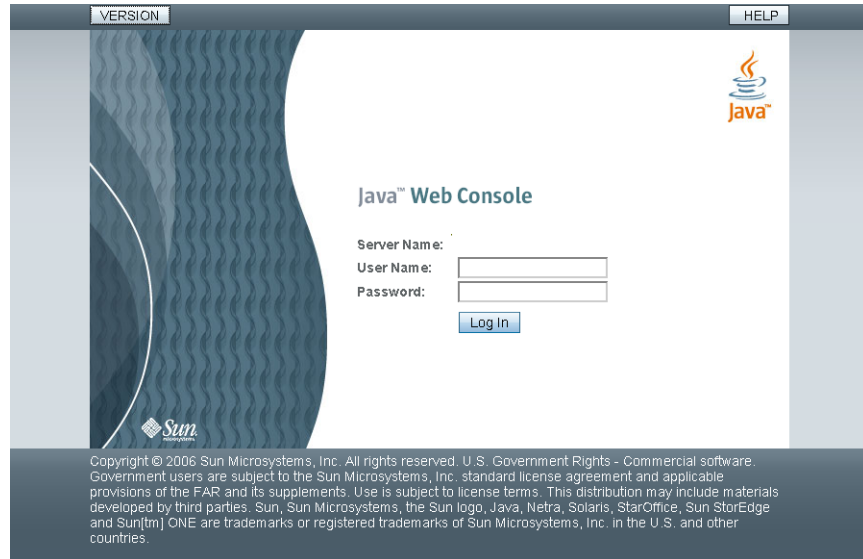 VERSION
HELP
Java™
Java™ Web Console
Server Name:
User Name:
Password:
Log In
Sun
microsystems
Copyright © 2006 Sun Microsystems, Inc. All rights reserved. U.S. Government Rights - Commercial software.
Government users are subject to the Sun Microsystems, Inc. standard license agreement and applicable
provisions of the FAR and its supplements. Use is subject to license terms. This distribution may include materials
developed by third parties. Sun, Sun Microsystems, the Sun logo, Java, Netra, Solaris, StarOffice, Sun StorEdge
and Sun[tm] ONE are trademarks or registered trademarks of Sun Microsystems, Inc. in the U.S. and other
countries.